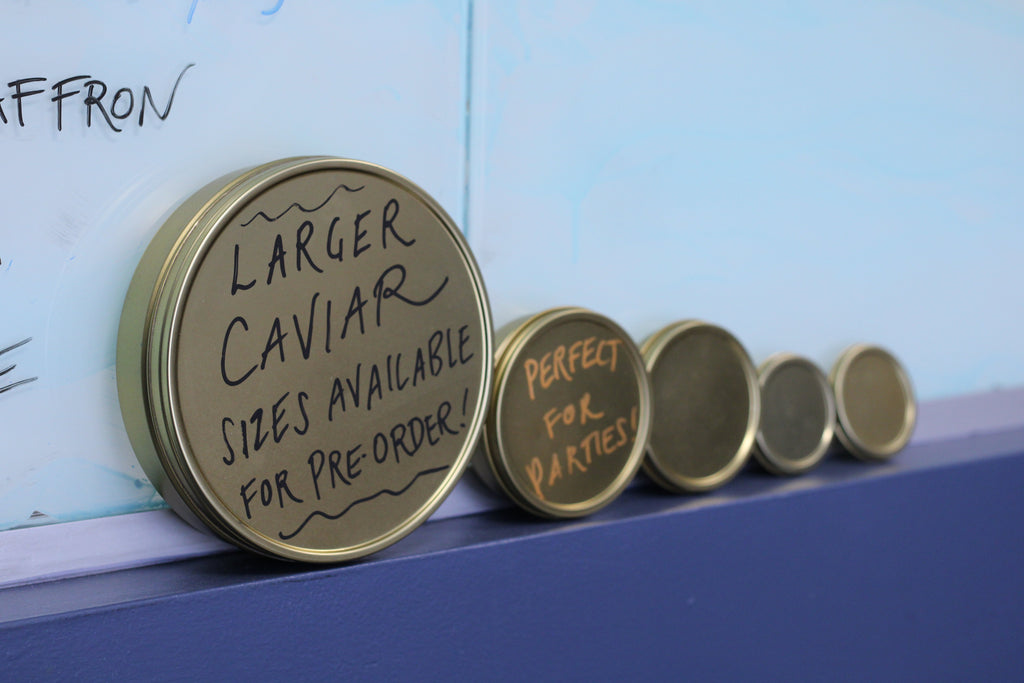 AFFRON
LARGER
CAVIAR
SIZES AVAILABLE
FOR PRE-ORDER!
PERFECT
FOR
PARTIES!